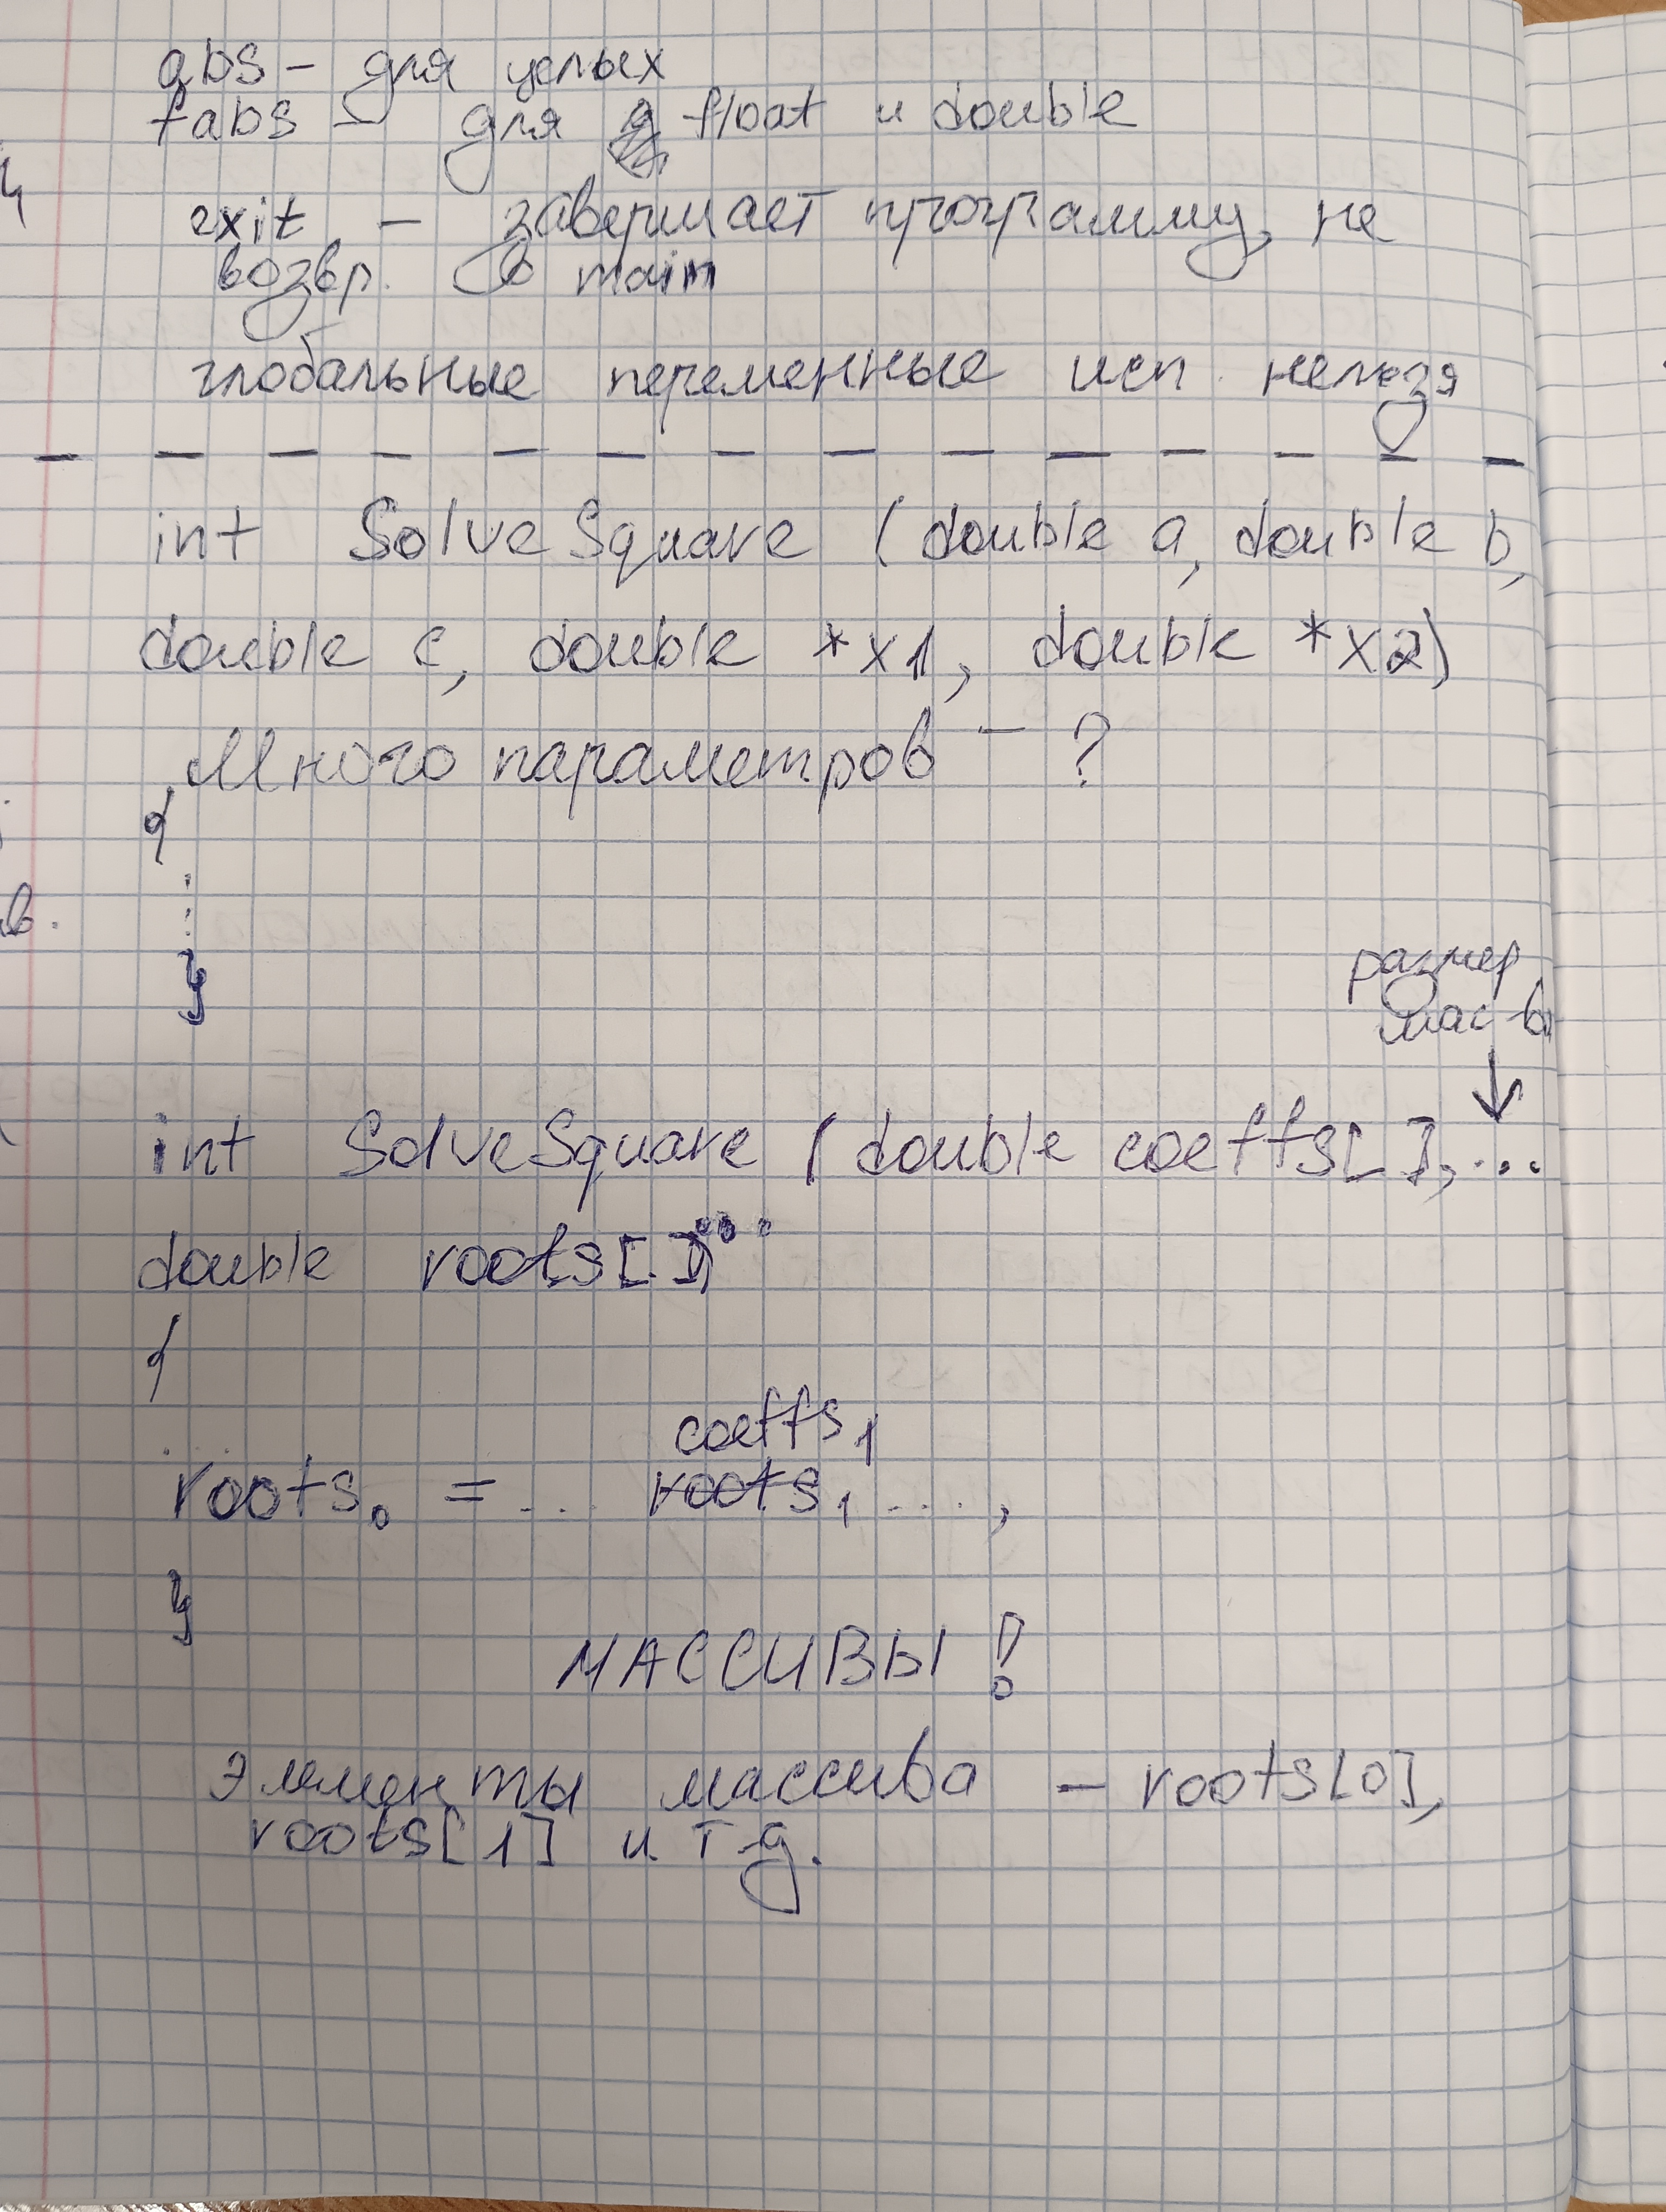 abs - для целых
fabs - для float и double
exit - завершает программу, не
возвр. в main
глобальные переменные исп. нельзя
int SolveSquare (double a, double b,
double c, double *x1, double *x2)
Много параметров - ?
{
}
размер
мас-ва
int SolveSquare (double coeffs[], ...
double roots[])
{
coeffs1
roots0 = ... roots1 ....,
}
МАССИВЫ!
Элементы массива - roots[0],
roots[1] и т.д.